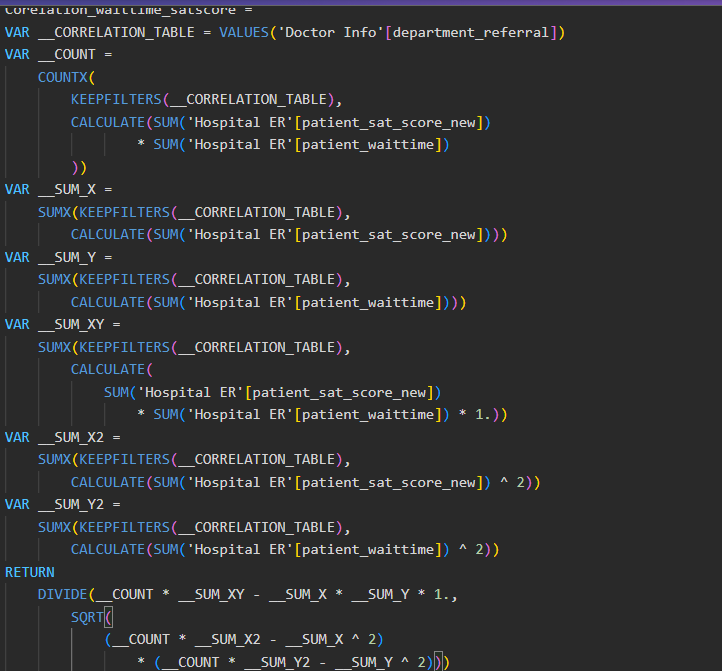 Corelation_waittime_satscore =
VAR __CORRELATION_TABLE = VALUES('Doctor Info'[department_referral])
VAR __COUNT =
    COUNTX(
        KEEPFILTERS(__CORRELATION_TABLE),
        CALCULATE(SUM('Hospital ER'[patient_sat_score_new])
                * SUM('Hospital ER'[patient_waittime])
        ))
VAR __SUM_X =
    SUMX(KEEPFILTERS(__CORRELATION_TABLE),
        CALCULATE(SUM('Hospital ER'[patient_sat_score_new])))
VAR __SUM_Y =
    SUMX(KEEPFILTERS(__CORRELATION_TABLE),
        CALCULATE(SUM('Hospital ER'[patient_waittime])))
VAR __SUM_XY =
    SUMX(KEEPFILTERS(__CORRELATION_TABLE),
        CALCULATE(
            SUM('Hospital ER'[patient_sat_score_new])
                * SUM('Hospital ER'[patient_waittime]) * 1.))
VAR __SUM_X2 =
    SUMX(KEEPFILTERS(__CORRELATION_TABLE),
        CALCULATE(SUM('Hospital ER'[patient_sat_score_new]) ^ 2))
VAR __SUM_Y2 =
    SUMX(KEEPFILTERS(__CORRELATION_TABLE),
        CALCULATE(SUM('Hospital ER'[patient_waittime]) ^ 2))
RETURN
    DIVIDE(__COUNT * __SUM_XY - __SUM_X * __SUM_Y * 1.,
        SQRT(
            (__COUNT * __SUM_X2 - __SUM_X ^ 2)
                * (__COUNT * __SUM_Y2 - __SUM_Y ^ 2)))